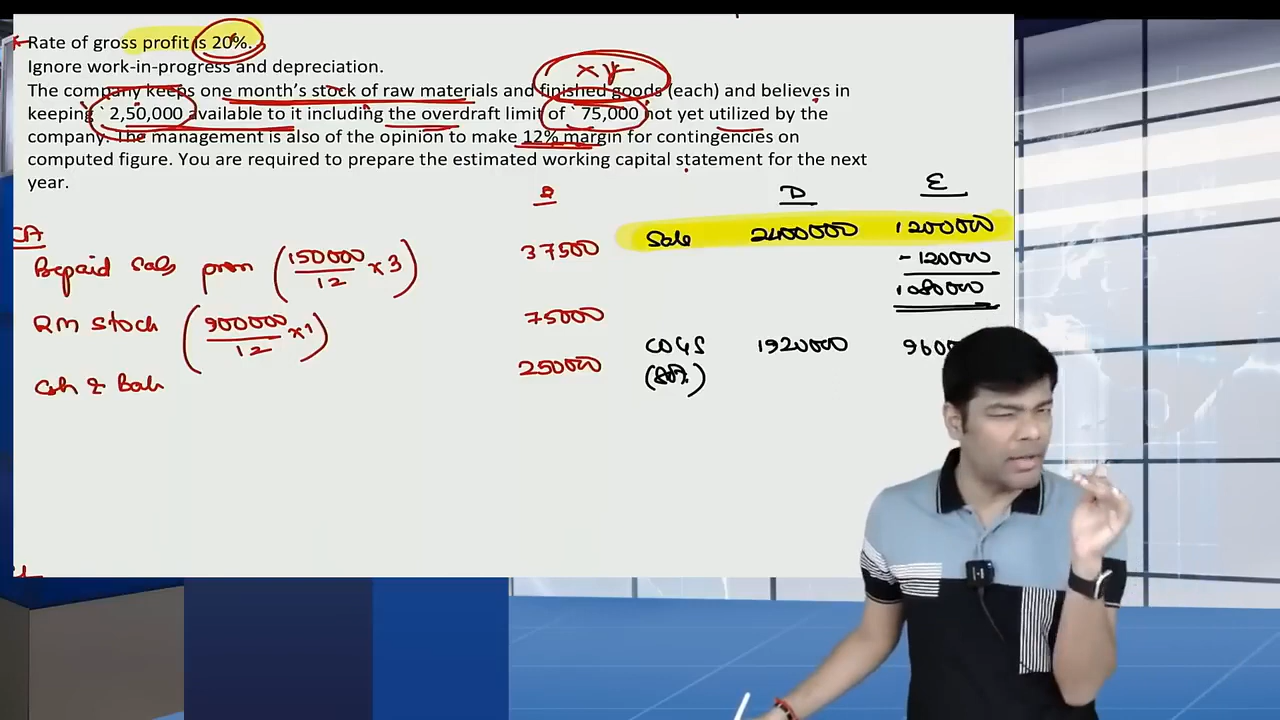 Rate of gross profit is 20%.
Ignore work-in-progress and depreciation.
The company keeps one month's stock of raw materials and finished goods (each) and believes in
keeping ` 2,50,000 available to it including the overdraft limit of ` 75,000 not yet utilized by the
company. The management is also of the opinion to make 12% margin for contingencies on
computed figure. You are required to prepare the estimated working capital statement for the next
year.
D E
CA
Sale 2400000 1200000
Prepaid Sales prom (150000/12 x 3) 37500
- 120000
1080000
RM Stock (900000/12 x 1) 75000
COGS 1920000 960
(80%)
Csh & Bal 250000